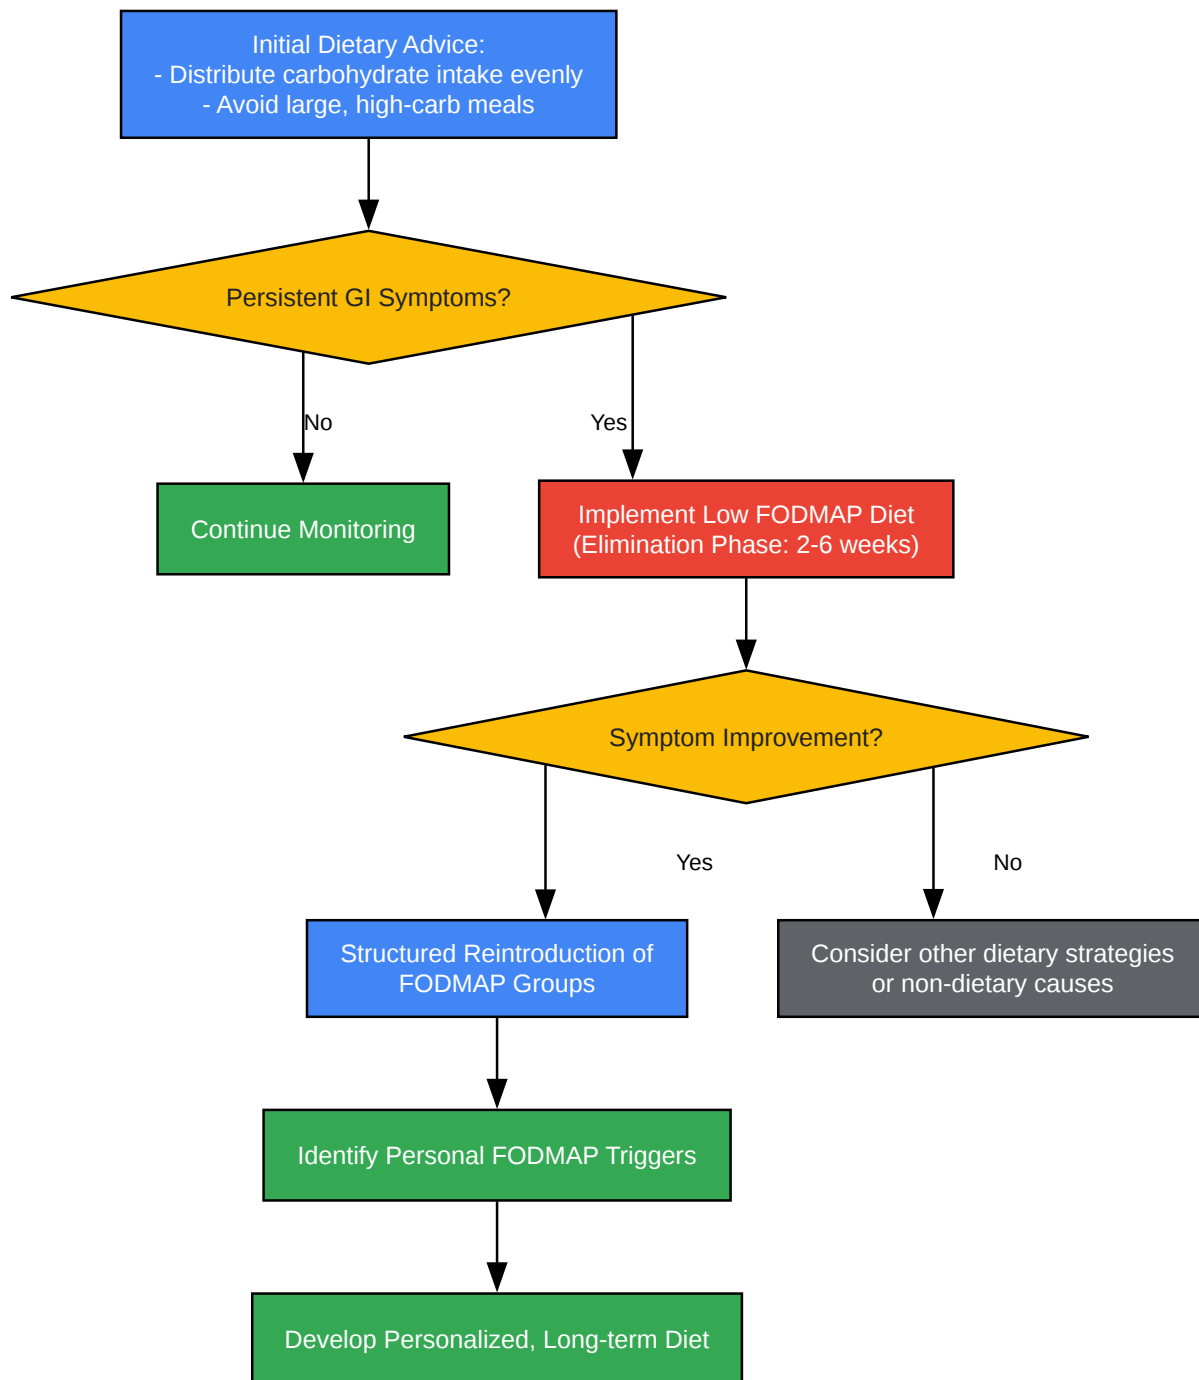 Initial Dietary Advice:
- Distribute carbohydrate intake evenly
- Avoid large, high-carb meals
Persistent GI Symptoms?
No
Yes
Continue Monitoring
Implement Low FODMAP Diet
(Elimination Phase: 2-6 weeks)
Symptom Improvement?
Yes
No
Structured Reintroduction of
FODMAP Groups
Consider other dietary strategies
or non-dietary causes
Identify Personal FODMAP Triggers
Develop Personalized, Long-term Diet